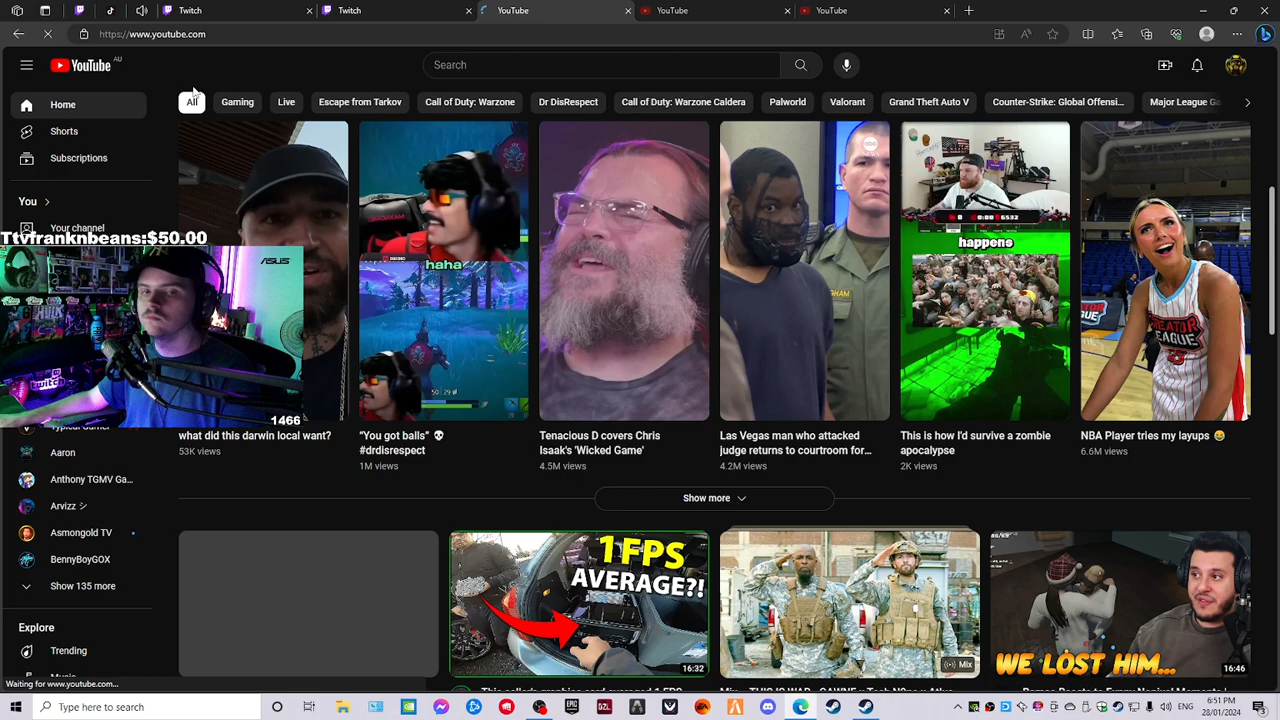 Twitch
Twitch
YouTube
YouTube
YouTube
https://www.youtube.com
YouTube AU
Search
All
Gaming
Live
Escape from Tarkov
Call of Duty: Warzone
Dr DisRespect
Call of Duty: Warzone Caldera
Palworld
Valorant
Grand Theft Auto V
Counter-Strike: Global Offensi...
Major League Ga
Home
Shorts
Subscriptions
You
Your channel
Ttvfranknbeans:$50.00
ASUS
twitch
1466
haha
happens
what did this darwin local want?
53K views
“You got balls” 💀
#drdisrespect
1M views
Tenacious D covers Chris
Isaak's 'Wicked Game'
4.5M views
Las Vegas man who attacked
judge returns to courtroom for...
4.2M views
This is how I'd survive a zombie
apocalypse
2K views
NBA Player tries my layups 😅
6.6M views
Show more
Typical Gamer
Aaron
Anthony TGMV Ga...
Arvizz シ
Asmongold TV
BennyBoyGOX
Show 135 more
Explore
Trending
Music
1 FPS
AVERAGE?!
16:32
Mix
WE LOST HIM...
16:46
Waiting for www.youtube.com...
Type here to search
6:51 PM
28/01/2024